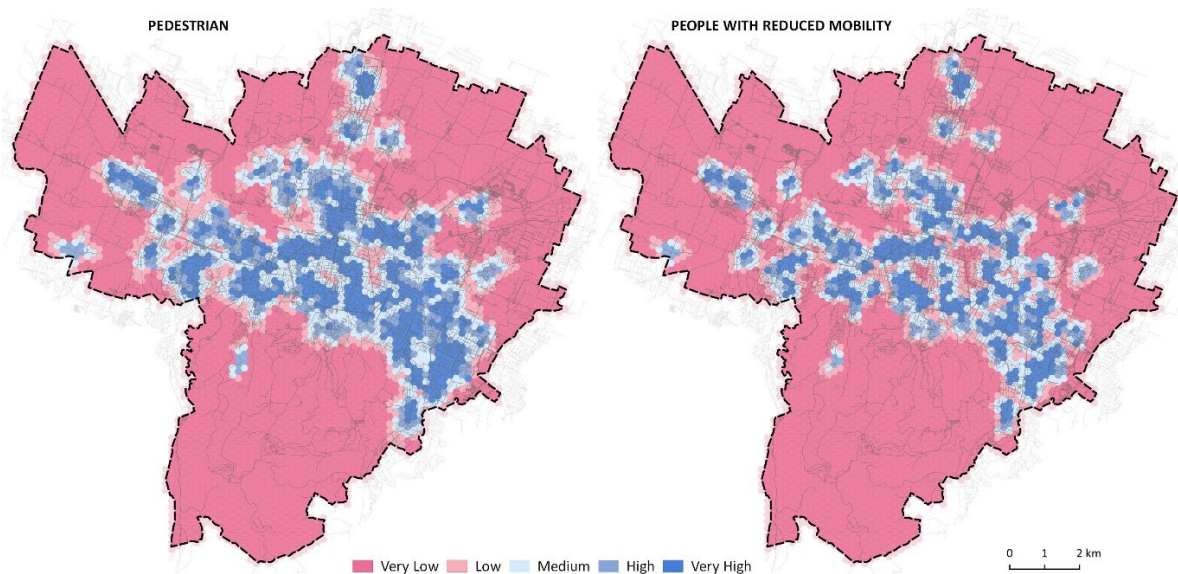 PEDESTRIAN
PEOPLE WITH REDUCED MOBILITY
Very Low Low Medium High Very High
0 1 2 km